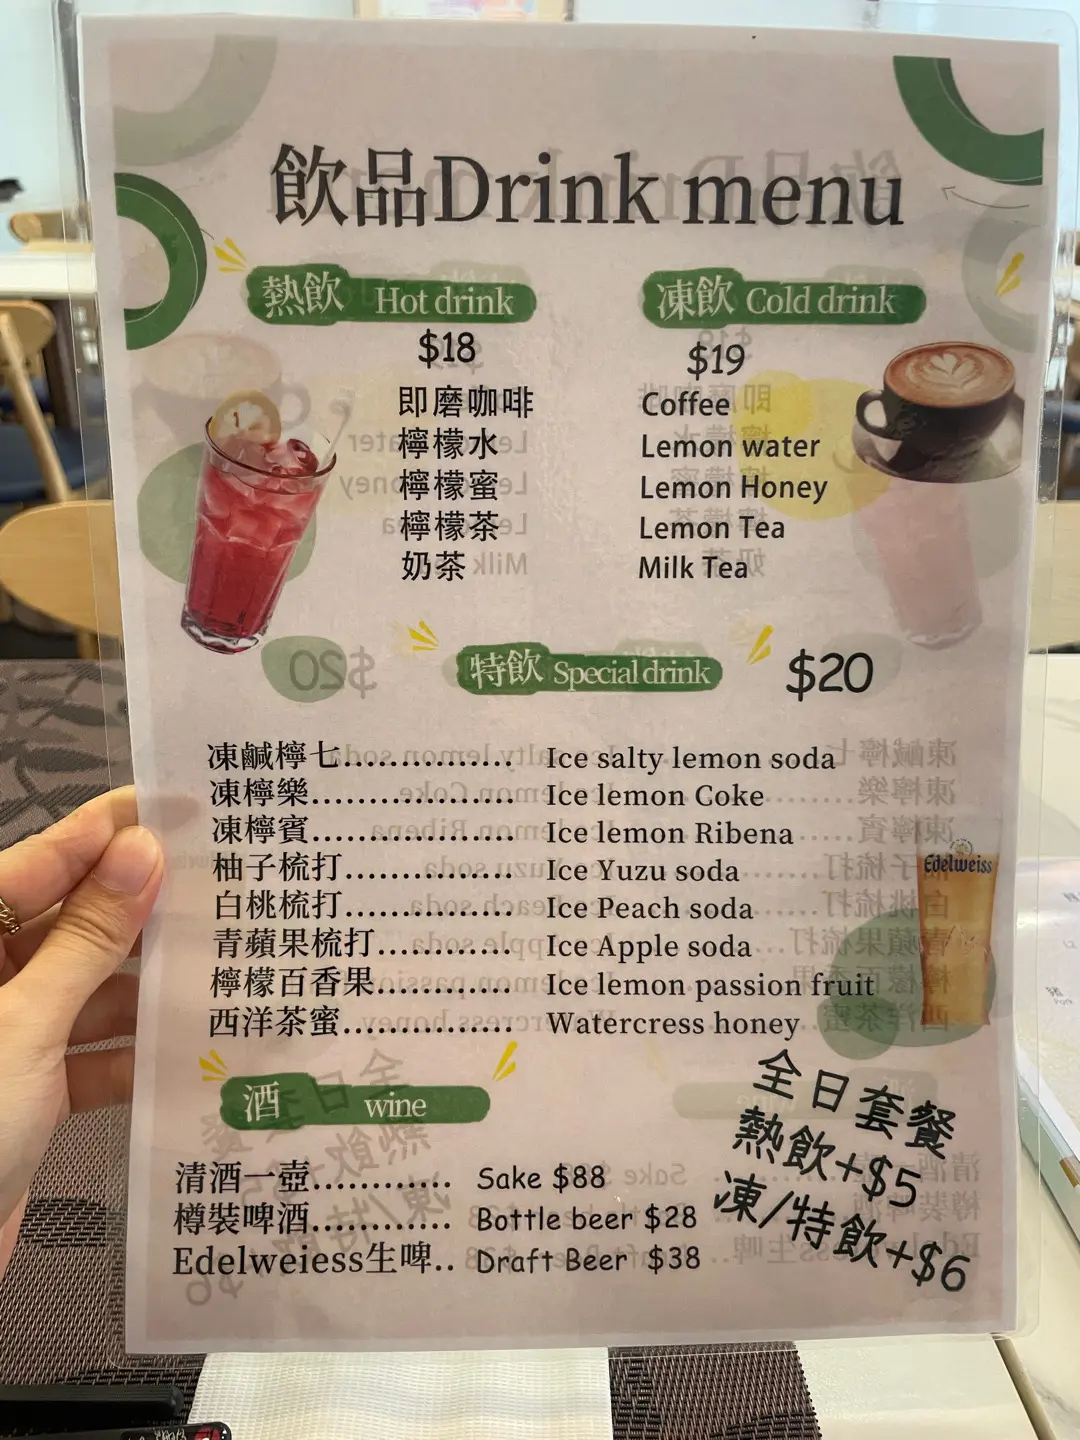 飲品Drink menu
熱飲 Hot drink
$18
凍飲 Cold drink
$19
即磨咖啡 Coffee
檸檬水 Lemon water
檸檬蜜 Lemon Honey
檸檬茶 Lemon Tea
奶茶 Milk Tea
特飲 Special drink $20
凍鹹檸七................ Ice salty lemon soda
凍檸樂................... Ice lemon Coke
凍檸賓................... Ice lemon Ribena
柚子梳打................ Ice Yuzu soda
白桃梳打................ Ice Peach soda
青蘋果梳打............. Ice Apple soda
檸檬百香果............. Ice lemon passion fruit
西洋茶蜜................ Watercress honey
Edelweiss
酒 wine
清酒一壺............. Sake $88
樽裝啤酒............. Bottle beer $28
Edelweiess生啤.. Draft Beer $38
全日套餐
熱飲+$5
凍/特飲+$6